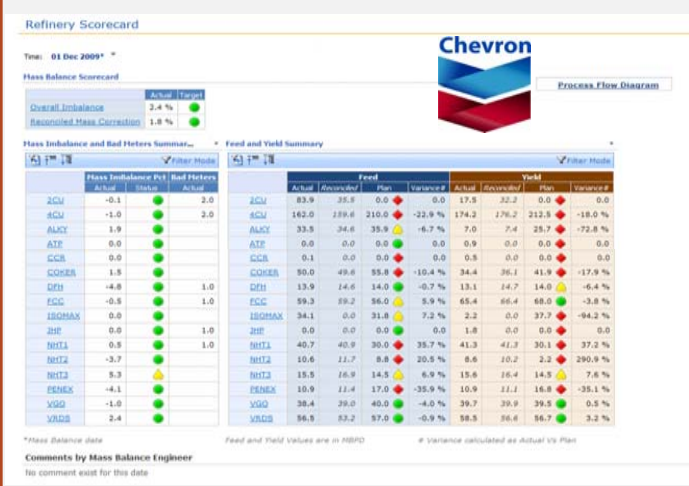 Refinery Scorecard
Chevron
Time: 01 Dec 2009*
Mass Balance Scorecard
Process Flow Diagram
Actual Target
Overall Imbalance 2.4 %
Reconciled Mass Correction 1.8 %
Mass Imbalance and Bad Meters Summar... Feed and Yield Summary
Filter Mode Filter Mode
Mass Imbalance Pct Bad Meters Feed Yield
Actual Status Actual Actual Reconciled Plan Variance# Actual Reconciled Plan Variance#
2CU -0.1 2.0 2CU 83.9 35.5 0.0 0.0 17.5 32.2 0.0 0.0
4CU -1.0 2.0 4CU 162.0 159.6 210.0 -22.9 % 174.2 176.2 212.5 -18.0 %
ALKY 1.9 ALKY 33.5 34.6 35.9 -6.7 % 7.0 7.4 25.7 -72.8 %
ATP 0.0 ATP 0.0 0.0 0.0 0.0 0.9 0.0 0.0 0.0
CCR 0.0 CCR 0.1 0.0 0.0 0.0 0.5 0.0 0.0 0.0
COKER 1.5 COKER 50.0 49.6 55.8 -10.4 % 34.4 36.1 41.9 -17.9 %
DFH -4.8 1.0 DFH 13.9 14.6 14.0 -0.7 % 13.1 14.7 14.0 -6.4 %
FCC -0.5 1.0 FCC 59.3 59.2 56.0 5.9 % 65.4 66.4 68.0 -3.8 %
ISOMAX 0.0 ISOMAX 34.1 0.0 31.8 7.2 % 2.2 0.0 37.7 -94.2 %
JHP 0.0 1.0 JHP 0.0 0.0 0.0 0.0 1.8 0.0 0.0 0.0
NHT1 0.5 1.0 NHT1 40.7 40.9 30.0 35.7 % 41.3 41.3 30.1 37.2 %
NHT2 -3.7 NHT2 10.6 11.7 8.8 20.5 % 8.6 10.2 2.2 290.9 %
NHT3 5.3 NHT3 15.5 16.9 14.5 6.9 % 15.6 16.4 14.5 7.6 %
PENEX -4.1 PENEX 10.9 11.4 17.0 -35.9 % 10.9 11.1 16.8 -35.1 %
VGO -1.0 VGO 38.4 39.0 40.0 -4.0 % 39.7 39.9 39.5 0.5 %
VRDS 2.4 VRDS 56.5 53.2 57.0 -0.9 % 58.5 56.6 56.7 3.2 %
*Mass Balance date Feed and Yield Values are in MBPD # Variance calculated as Actual Vs Plan
Comments by Mass Balance Engineer
No comment exist for this date